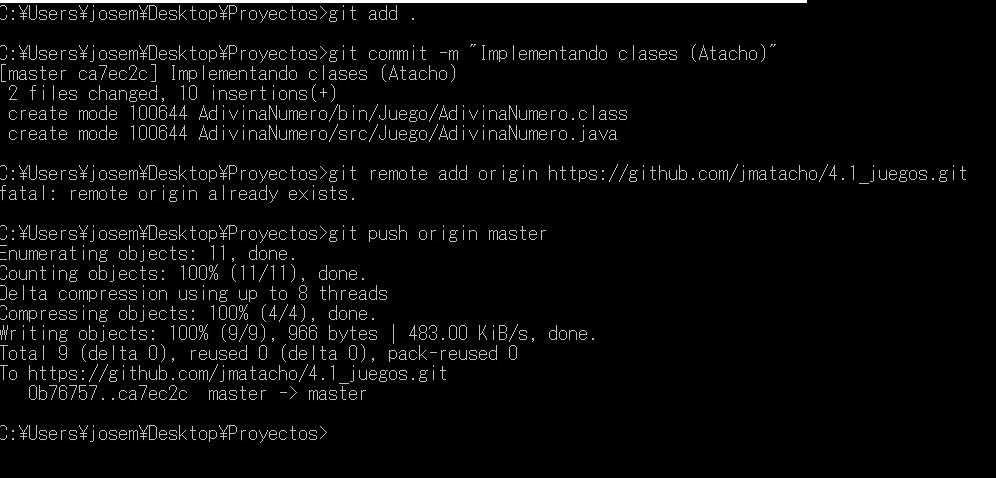 C:¥Users¥josem¥Desktop¥Proyectos>git add .
C:¥Users¥josem¥Desktop¥Proyectos>git commit -m "Implementando clases (Atacho)"
[master ca7ec2c] Implementando clases (Atacho)
2 files changed, 10 insertions(+)
create mode 100644 AdivinaNumero/bin/Juego/AdivinaNumero.class
create mode 100644 AdivinaNumero/src/Juego/AdivinaNumero.java
C:¥Users¥josem¥Desktop¥Proyectos>git remote add origin https://github.com/jmatacho/4.1_juegos.git
fatal: remote origin already exists.
C:¥Users¥josem¥Desktop¥Proyectos>git push origin master
Enumerating objects: 11, done.
Counting objects: 100% (11/11), done.
Delta compression using up to 8 threads
Compressing objects: 100% (4/4), done.
Writing objects: 100% (9/9), 966 bytes | 483.00 KiB/s, done.
Total 9 (delta 0), reused 0 (delta 0), pack-reused 0
To https://github.com/jmatacho/4.1_juegos.git
0b76757..ca7ec2c master -> master
C:¥Users¥josem¥Desktop¥Proyectos>